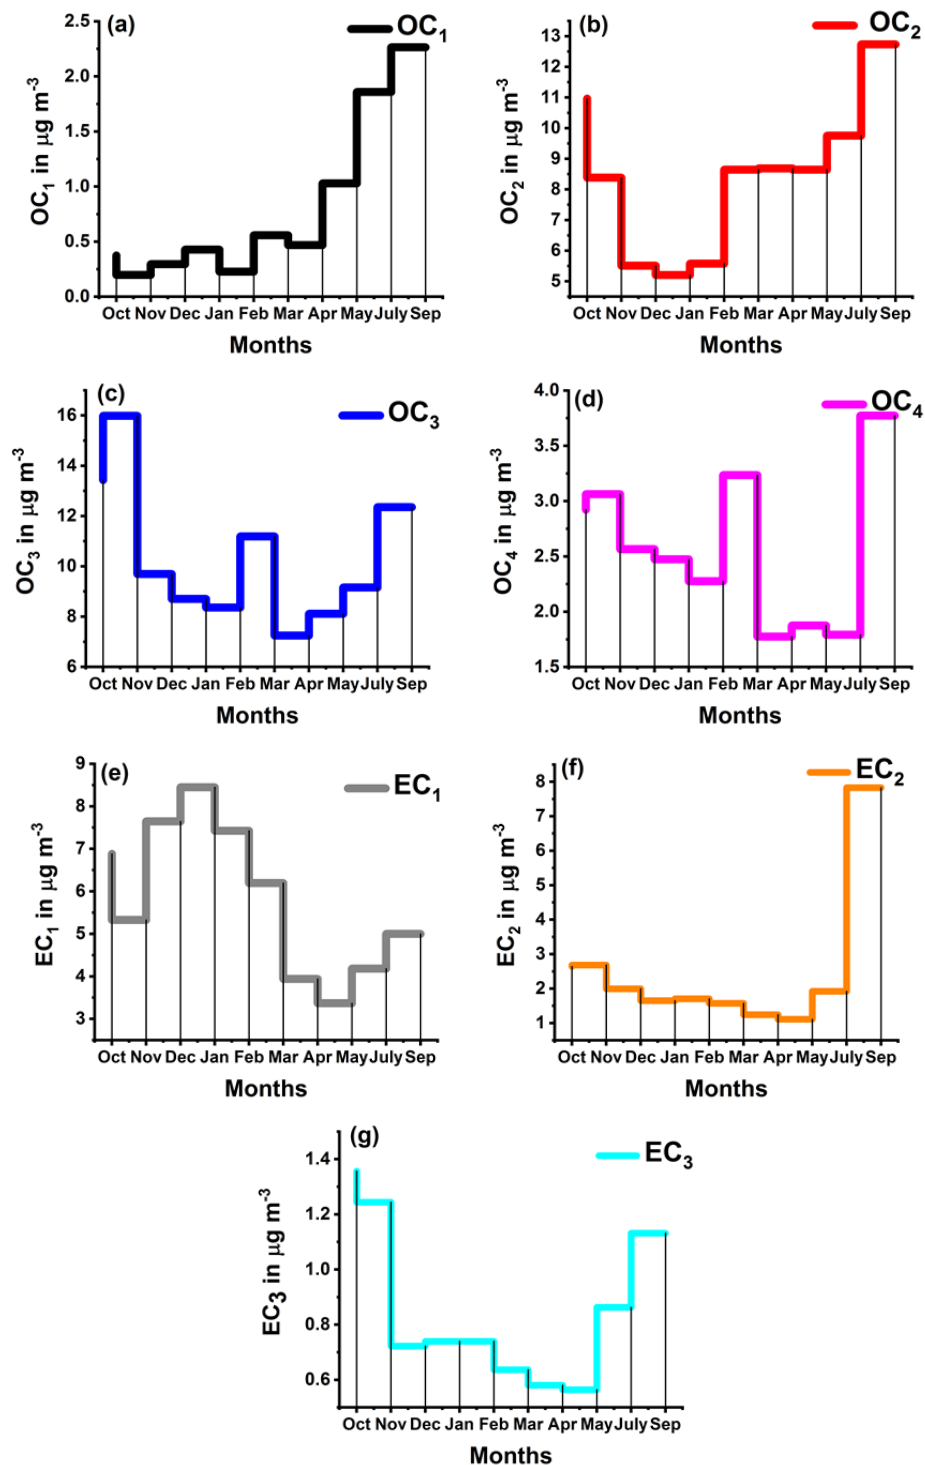 (a)
OC1
2.5
2.0
1.5
1.0
0.5
0.0
OC1 in μg m-3
Oct Nov Dec Jan Feb Mar Apr May July Sep
Months
(b)
OC2
13
12
11
10
9
8
7
6
5
OC2 in μg m-3
Oct Nov Dec Jan Feb Mar Apr May July Sep
Months
(c)
OC3
16
14
12
10
8
6
OC3 in μg m-3
Oct Nov Dec Jan Feb Mar Apr May July Sep
Months
(d)
OC4
4.0
3.5
3.0
2.5
2.0
1.5
OC4 in μg m-3
Oct Nov Dec Jan Feb Mar Apr May July Sep
Months
(e)
EC1
9
8
7
6
5
4
3
EC1 in μg m-3
Oct Nov Dec Jan Feb Mar Apr May July Sep
Months
(f)
EC2
8
7
6
5
4
3
2
1
EC2 in μg m-3
Oct Nov Dec Jan Feb Mar Apr May July Sep
Months
(g)
EC3
1.4
1.2
1.0
0.8
0.6
EC3 in μg m-3
Oct Nov Dec Jan Feb Mar Apr May July Sep
Months